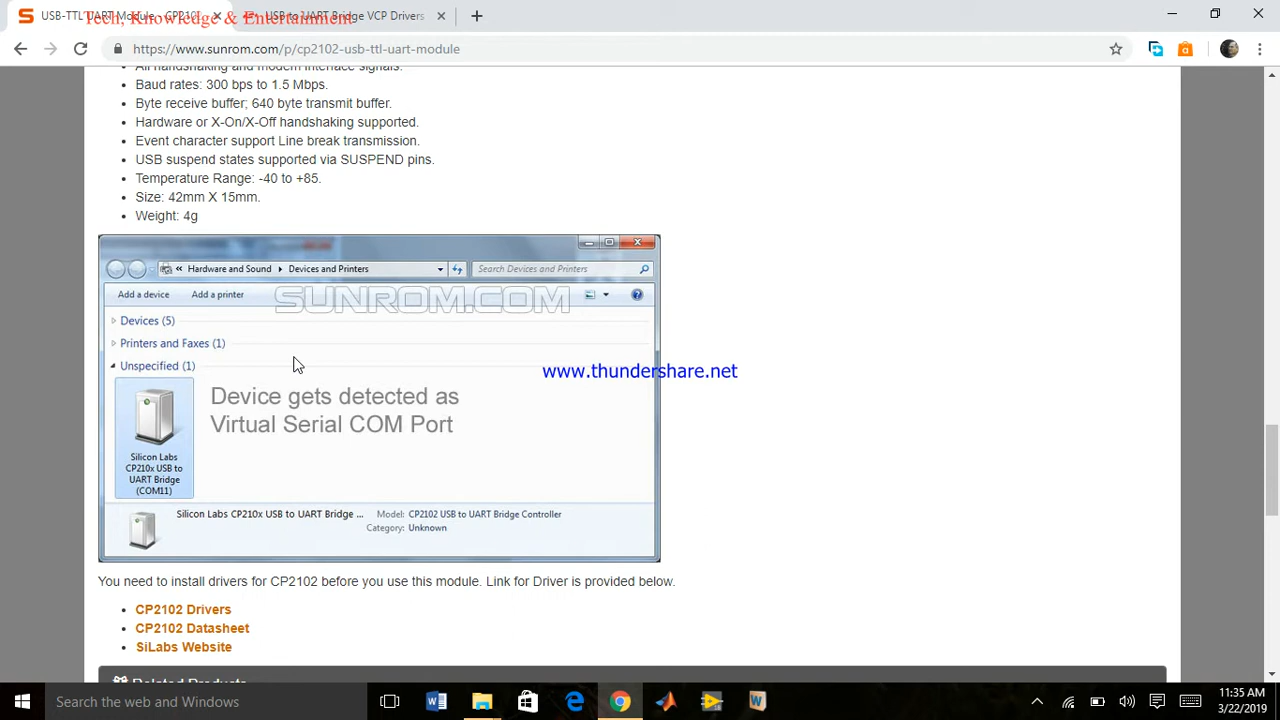 USB-TTL UART Module - CP210
USB to UART Bridge VCP Drivers
Tech, Knowledge & Entertainment
https://www.sunrom.com/p/cp2102-usb-ttl-uart-module
All handshaking and modem interface signals.
Baud rates: 300 bps to 1.5 Mbps.
Byte receive buffer; 640 byte transmit buffer.
Hardware or X-On/X-Off handshaking supported.
Event character support Line break transmission.
USB suspend states supported via SUSPEND pins.
Temperature Range: -40 to +85.
Size: 42mm X 15mm.
Weight: 4g
Hardware and Sound
Devices and Printers
Search Devices and Printers
Add a device
Add a printer
SUNROM.COM
Devices (5)
Printers and Faxes (1)
Unspecified (1)
www.thundershare.net
Device gets detected as
Virtual Serial COM Port
Silicon Labs
CP210x USB to
UART Bridge
(COM11)
Silicon Labs CP210x USB to UART Bridge ...
Model: CP2102 USB to UART Bridge Controller
Category: Unknown
You need to install drivers for CP2102 before you use this module. Link for Driver is provided below.
CP2102 Drivers
CP2102 Datasheet
SiLabs Website
Related Products
Search the web and Windows
11:35 AM
3/22/2019